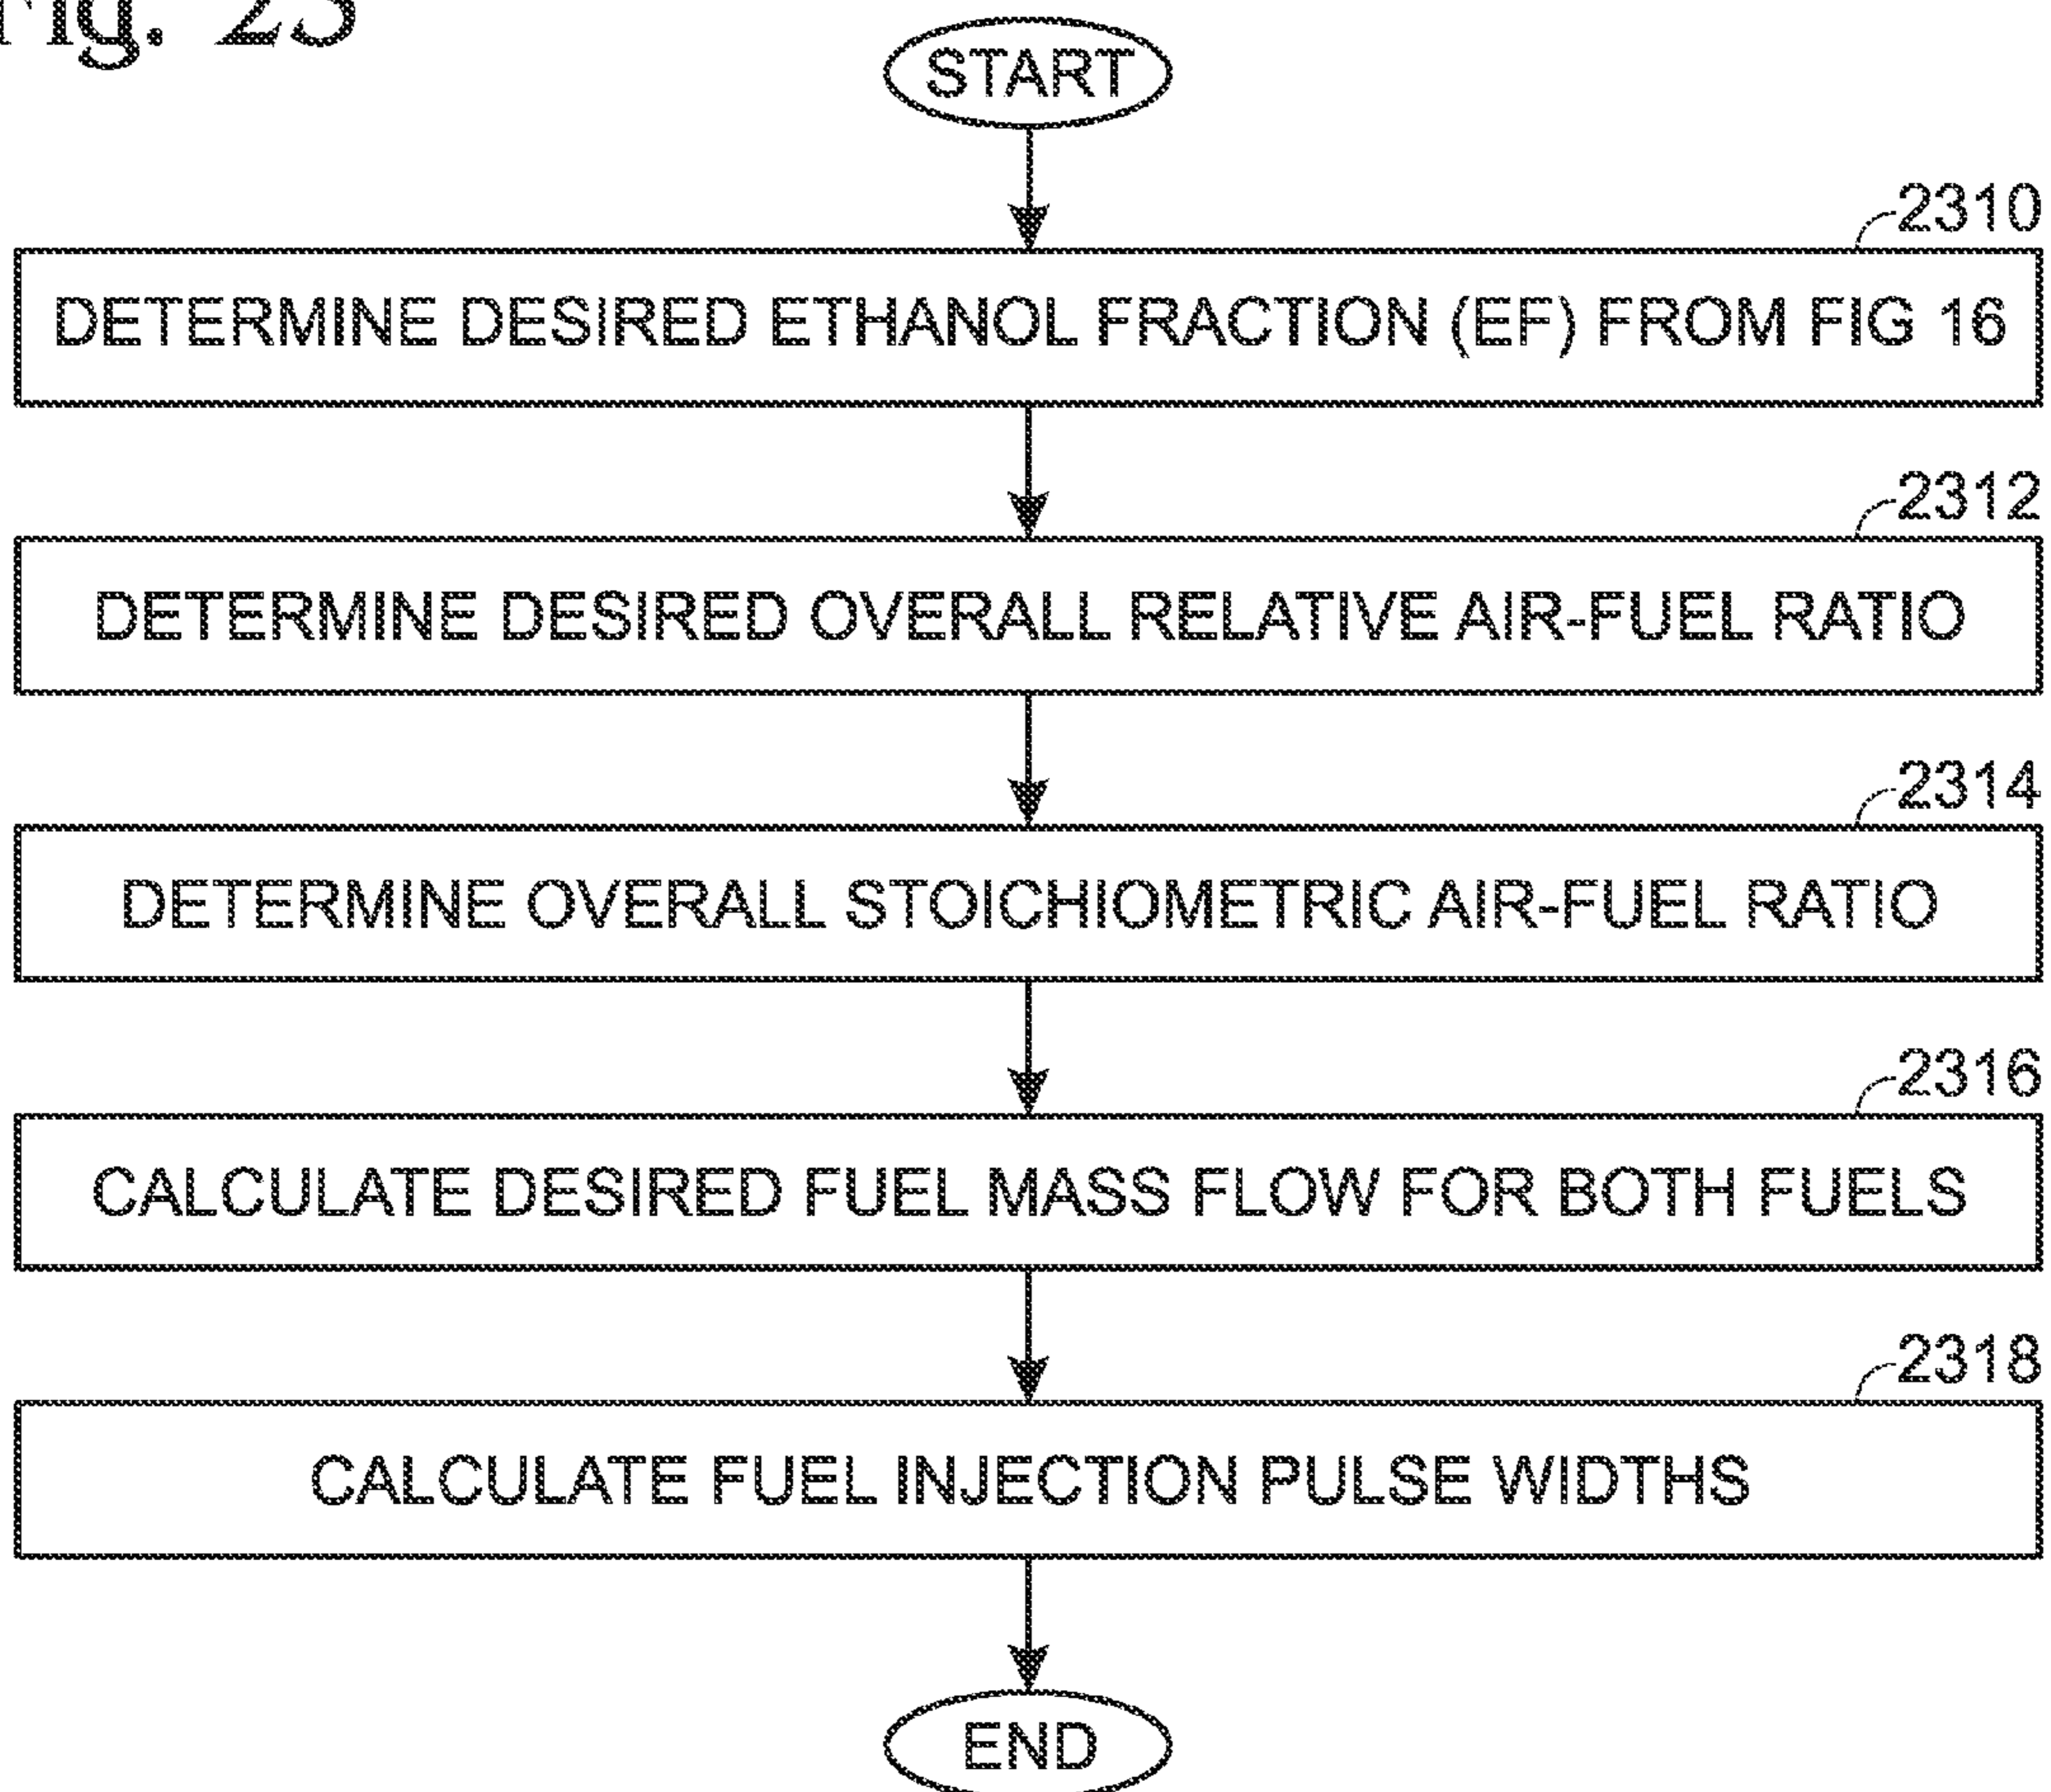 Fig. 23
START
2310
DETERMINE DESIRED ETHANOL FRACTION (EF) FROM FIG 16
2312
DETERMINE DESIRED OVERALL RELATIVE AIR-FUEL RATIO
2314
DETERMINE OVERALL STOICHIOMETRIC AIR-FUEL RATIO
2316
CALCULATE DESIRED FUEL MASS FLOW FOR BOTH FUELS
2318
CALCULATE FUEL INJECTION PULSE WIDTHS
END